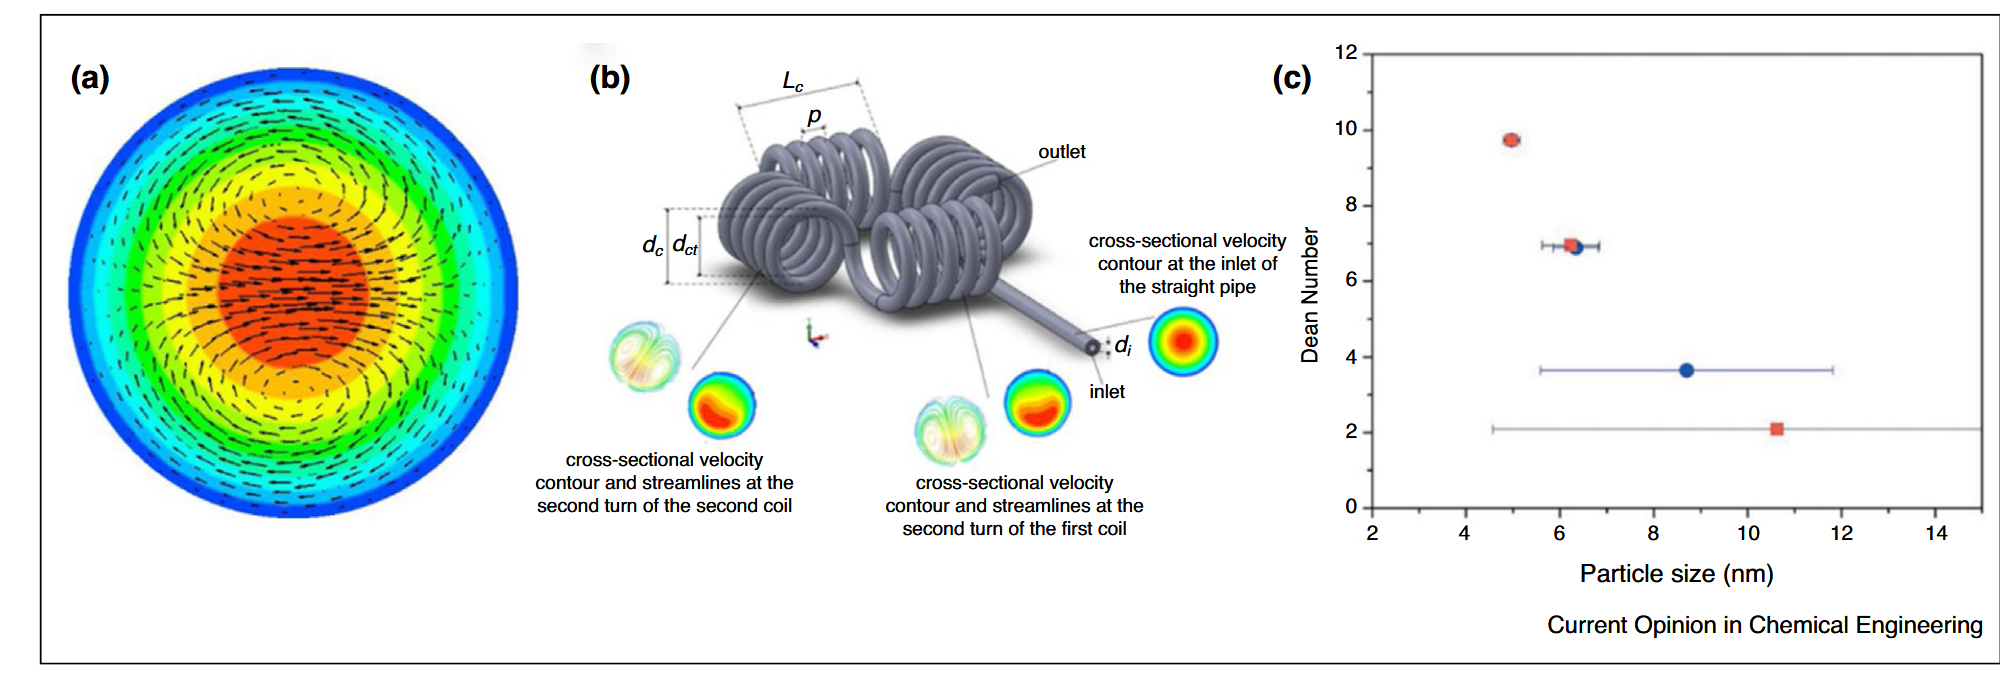 (a)
(b)
L_c
p
outlet
d_c
d_ct
cross-sectional velocity
contour at the inlet of
the straight pipe
d_i
inlet
cross-sectional velocity
contour and streamlines at the
second turn of the second coil
cross-sectional velocity
contour and streamlines at the
second turn of the first coil
(c)
12
10
8
6
4
2
0
Dean Number
2 4 6 8 10 12 14
Particle size (nm)
Current Opinion in Chemical Engineering